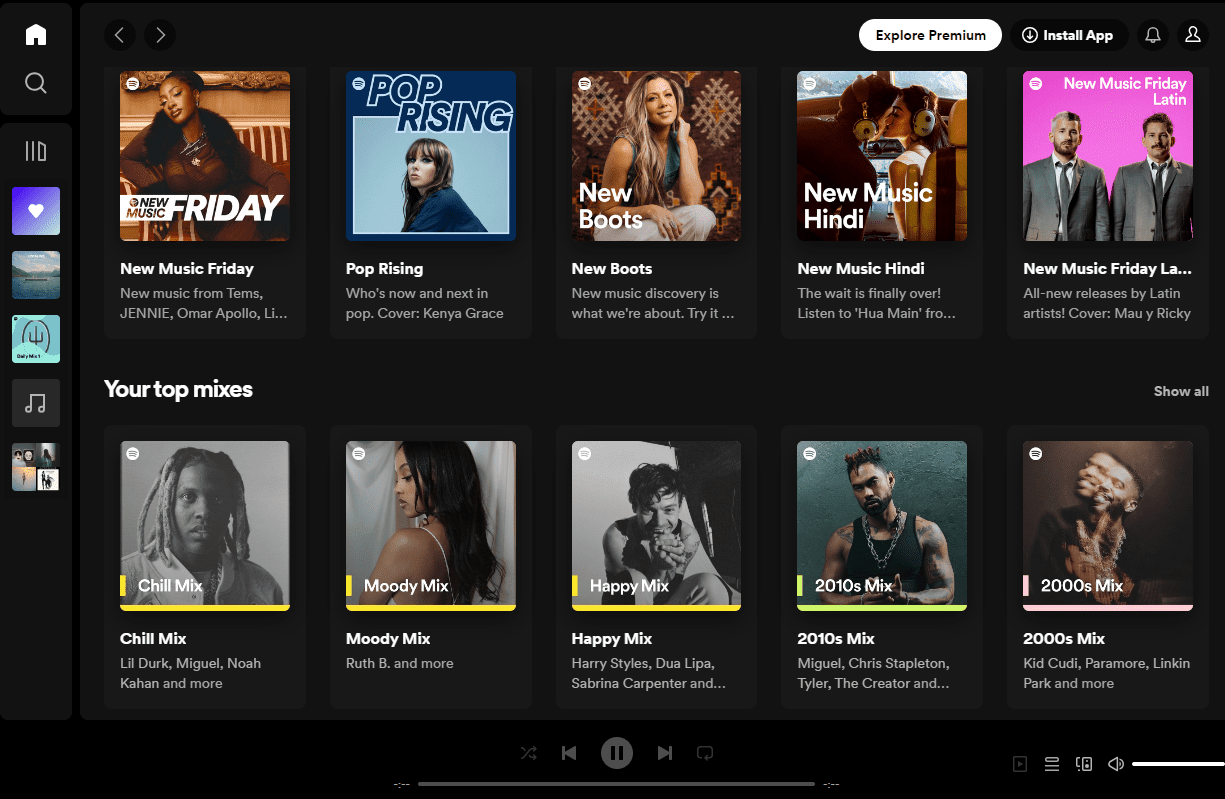 Explore Premium
Install App
NEW
MUSIC FRIDAY
POP
RISING
New
Boots
New Music
Hindi
New Music Friday
Latin
New Music Friday
New music from Tems,
JENNIE, Omar Apollo, Li...
Pop Rising
Who's now and next in
pop. Cover: Kenya Grace
New Boots
New music discovery is
what we're about. Try it ...
New Music Hindi
The wait is finally over!
Listen to 'Hua Main' fro...
New Music Friday La...
All-new releases by Latin
artists! Cover: Mau y Ricky
Your top mixes
Show all
Daily Mix 1
Chill Mix
Moody Mix
Happy Mix
2010s Mix
2000s Mix
Chill Mix
Lil Durk, Miguel, Noah
Kahan and more
Moody Mix
Ruth B. and more
Happy Mix
Harry Styles, Dua Lipa,
Sabrina Carpenter and...
2010s Mix
Miguel, Chris Stapleton,
Tyler, The Creator and...
2000s Mix
Kid Cudi, Paramore, Linkin
Park and more
-:--
-:--